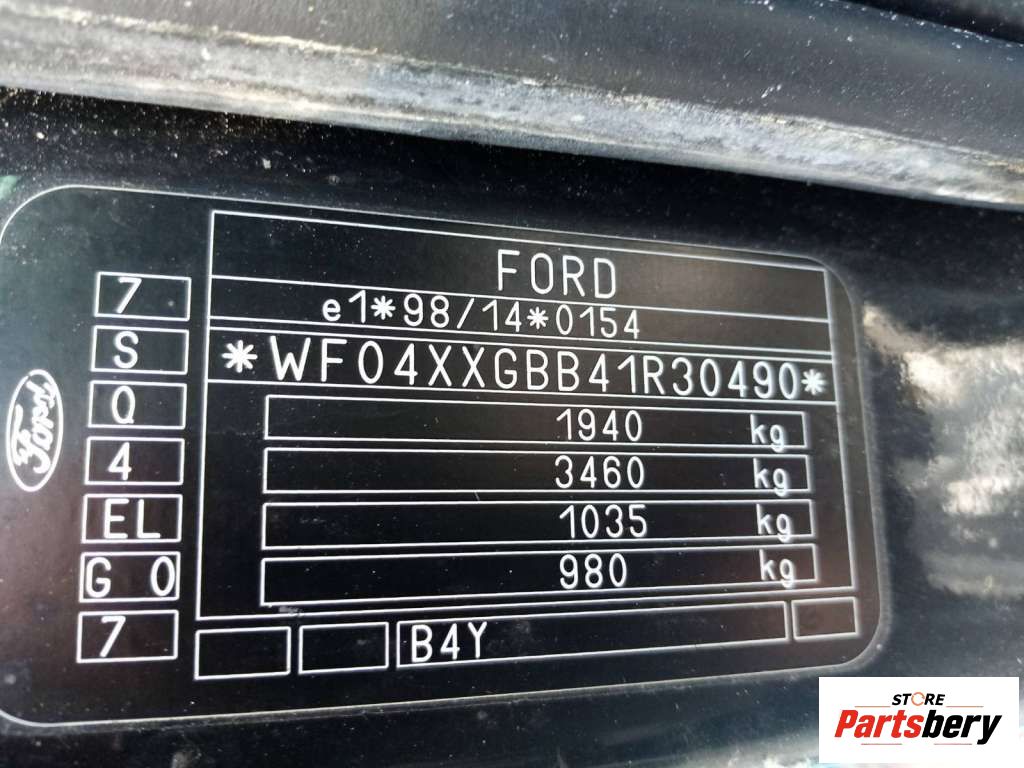 FORD
e1*98/14*0154
*WF04XXGBB41R30490*
1940 kg
3460 kg
1035 kg
980 kg
B4Y
7
S
Q
4
EL
G 0
7
Ford
STORE
Partsbery